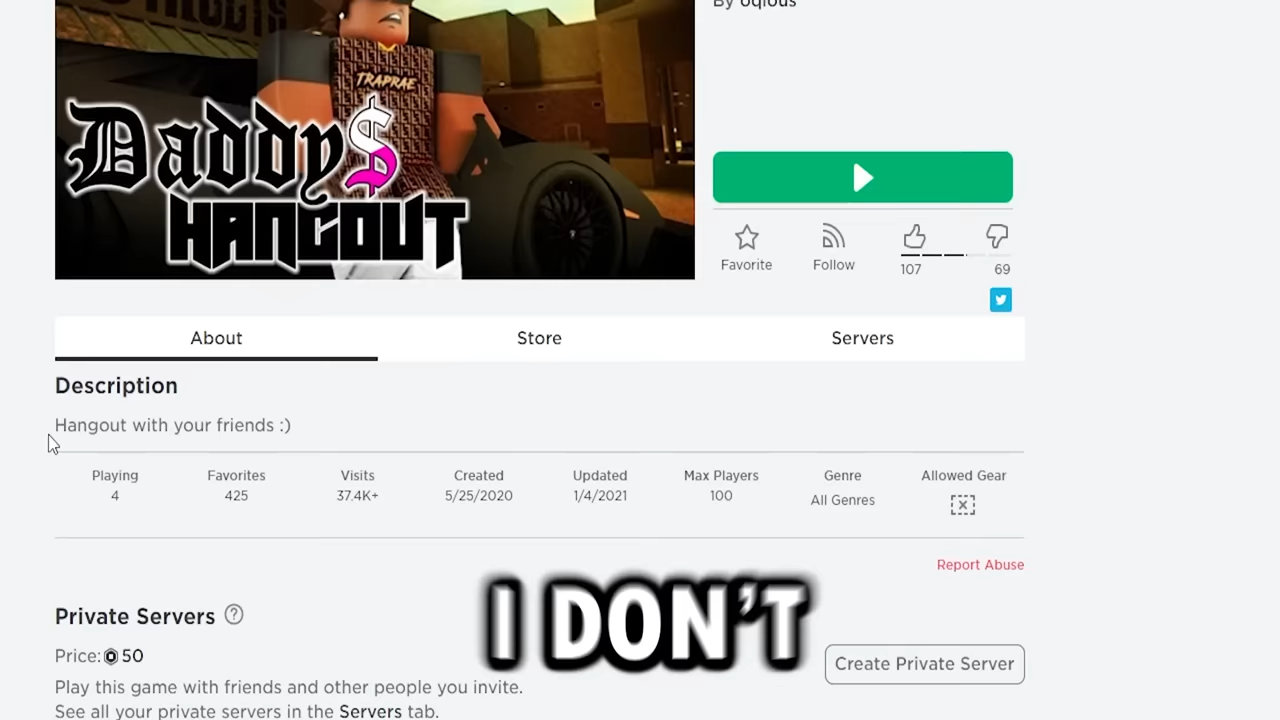 By oqious
TRAPRAE
Daddy$
HANGOUT
Favorite
Follow
107
69
About
Store
Servers
Description
Hangout with your friends :)
Playing
Favorites
Visits
Created
Updated
Max Players
Genre
Allowed Gear
4
425
37.4K+
5/25/2020
1/4/2021
100
All Genres
Report Abuse
I DON'T
Private Servers
Price: 50
Create Private Server
Play this game with friends and other people you invite.
See all your private servers in the Servers tab.